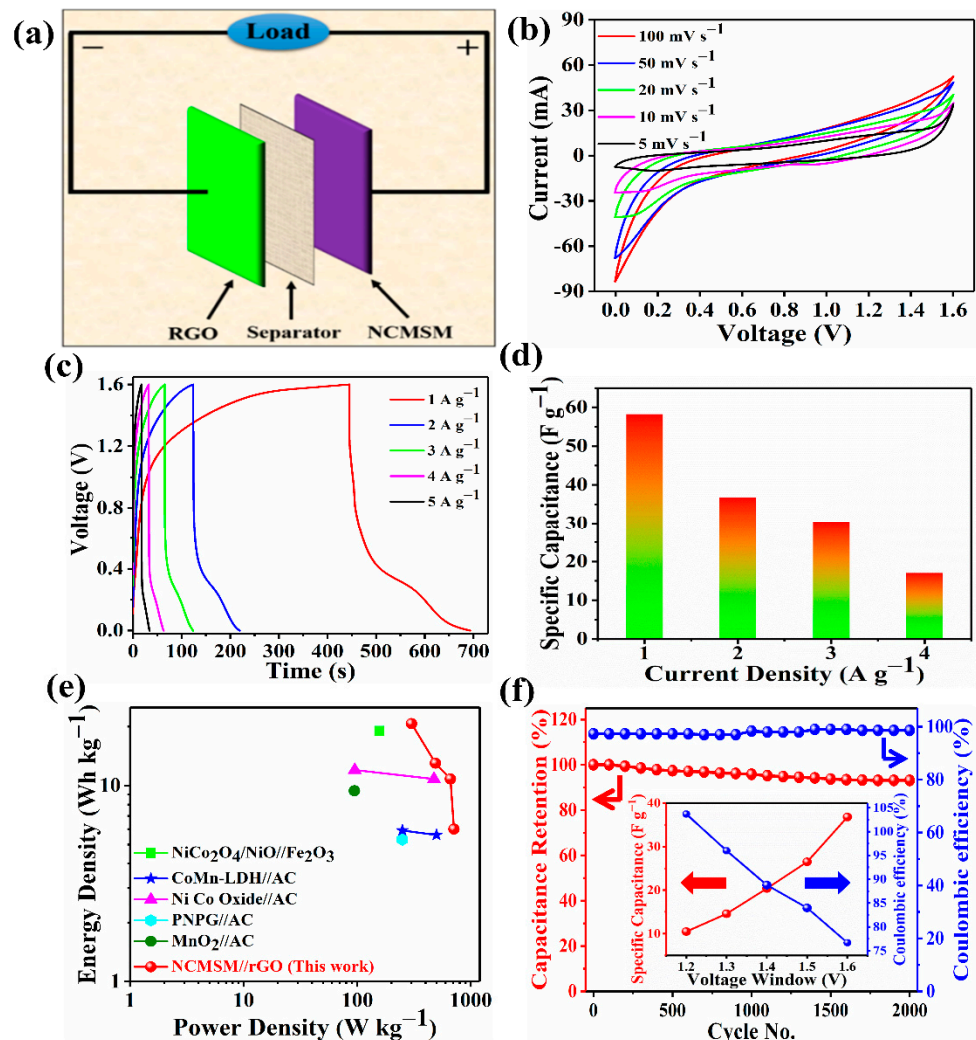 (a)
Load
−
+
RGO
Separator
NCMSM
(b)
100 mV s⁻¹
50 mV s⁻¹
20 mV s⁻¹
10 mV s⁻¹
5 mV s⁻¹
Current (mA)
60
30
0
-30
-60
-90
0.0 0.2 0.4 0.6 0.8 1.0 1.2 1.4 1.6
Voltage (V)
(c)
1 A g⁻¹
2 A g⁻¹
3 A g⁻¹
4 A g⁻¹
5 A g⁻¹
Voltage (V)
1.6
1.2
0.8
0.4
0.0
0 100 200 300 400 500 600 700
Time (s)
(d)
Specific Capacitance (F g⁻¹)
60
50
40
30
20
10
0
1 2 3 4
Current Density (A g⁻¹)
(e)
Energy Density (Wh kg⁻¹)
10
1
NiCo₂O₄/NiO//Fe₂O₃
CoMn-LDH//AC
Ni Co Oxide//AC
PNPG//AC
MnO₂//AC
NCMSM//rGO (This work)
1 10 100 1000
Power Density (W kg⁻¹)
(f)
Capacitance Retention (%)
120
100
80
60
40
20
0
Coulombic efficiency (%)
100
80
60
40
20
0
Specific Capacitance (F g⁻¹)
40
30
20
10
Coulombic efficiency (%)
105
100
95
90
85
80
75
1.2 1.3 1.4 1.5 1.6
Voltage Window (V)
0 500 1000 1500 2000
Cycle No.